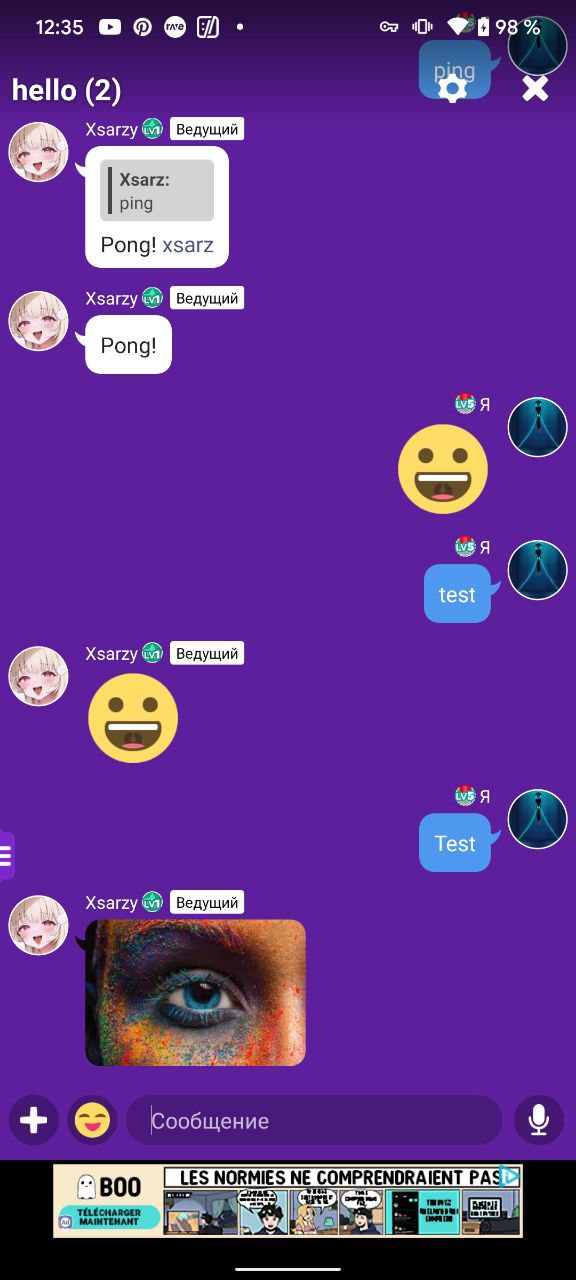 12:35
98 %
ping
hello (2)
Xsarzy LV1 Ведущий
Xsarz:
ping
Pong! xsarz
Xsarzy LV1 Ведущий
Pong!
LV5 Я
LV5 Я
test
Xsarzy LV1 Ведущий
LV5 Я
Test
Xsarzy LV1 Ведущий
Сообщение
BOO
TÉLÉCHARGER
MAINTENANT
Ad
LES NORMIES NE COMPRENDRAIENT PAS